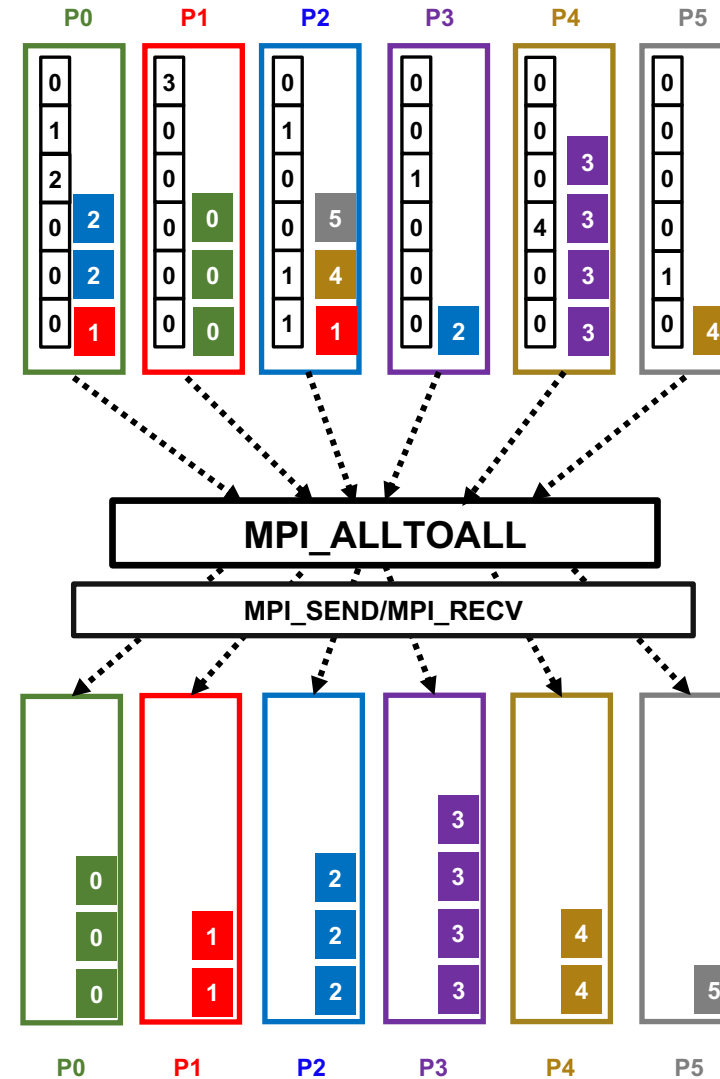 P0 P1 P2 P3 P4 P5
0 3 0 0 0 0
1 0 1 0 0 0
2 0 0 1 0 3 0
0 2 0 0 0 5 0 4 3 0
0 2 0 0 1 4 0 0 3 1
0 1 0 0 1 1 0 2 0 3 0 4
MPI_ALLTOALL
MPI_SEND/MPI_RECV
3
0 2 3
0 1 2 3 4
0 1 2 3 4 5
P0 P1 P2 P3 P4 P5